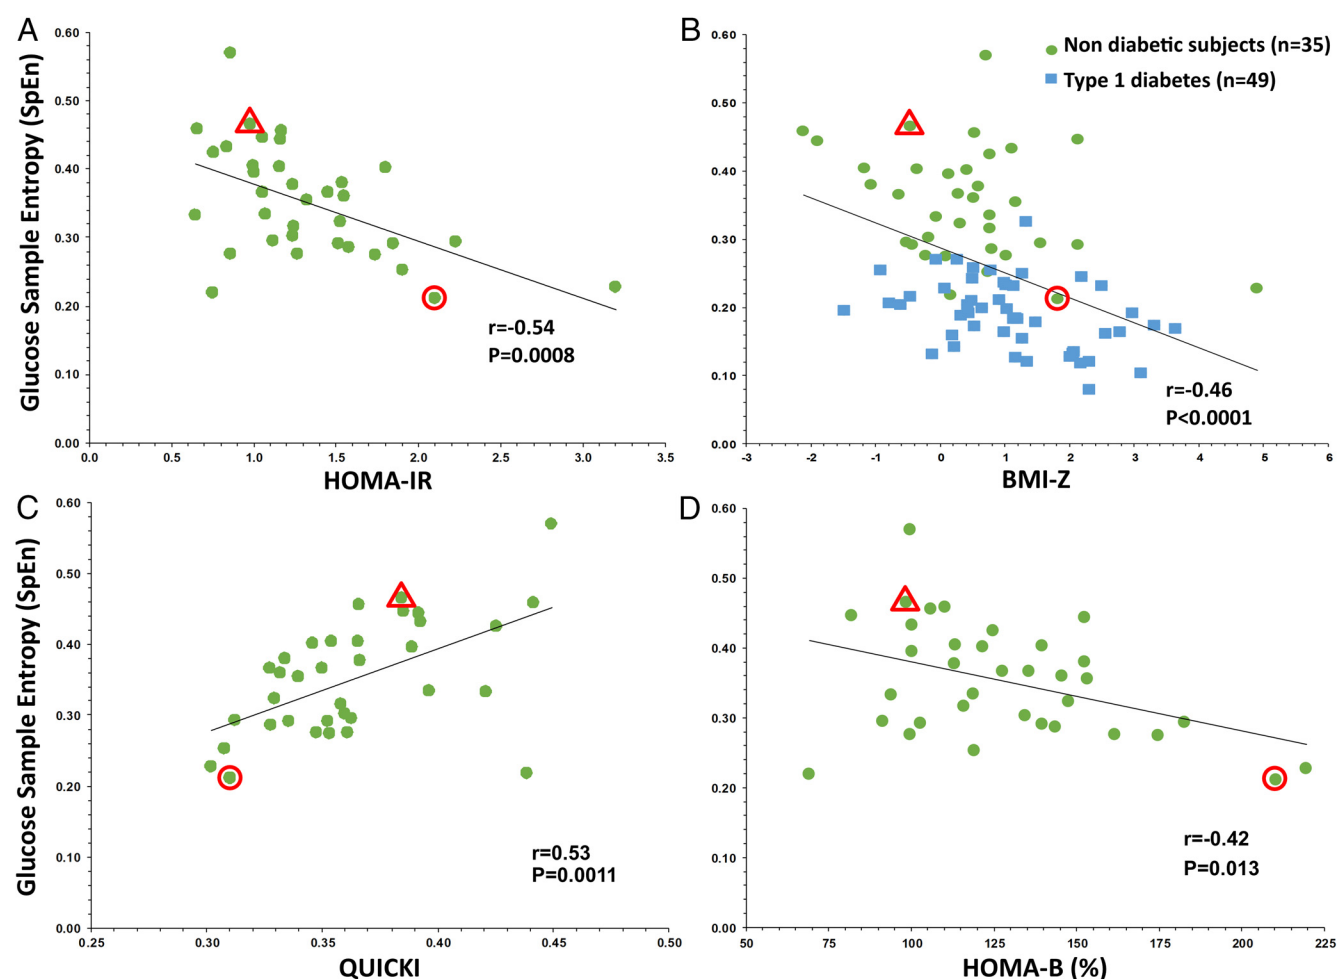 A
Glucose Sample Entropy (SpEn)
0.60
0.50
0.40
0.30
0.20
0.10
0.00
r=-0.54
P=0.0008
0.0 0.5 1.0 1.5 2.0 2.5 3.0 3.5
HOMA-IR
B
Non diabetic subjects (n=35)
Type 1 diabetes (n=49)
0.60
0.50
0.40
0.30
0.20
0.10
0.00
r=-0.46
P<0.0001
-3 -2 -1 0 1 2 3 4 5 6
BMI-Z
C
Glucose Sample Entropy (SpEn)
0.60
0.50
0.40
0.30
0.20
0.10
0.00
r=0.53
P=0.0011
0.25 0.30 0.35 0.40 0.45 0.50
QUICKI
D
0.60
0.50
0.40
0.30
0.20
0.10
0.00
r=-0.42
P=0.013
50 75 100 125 150 175 200 225
HOMA-B (%)